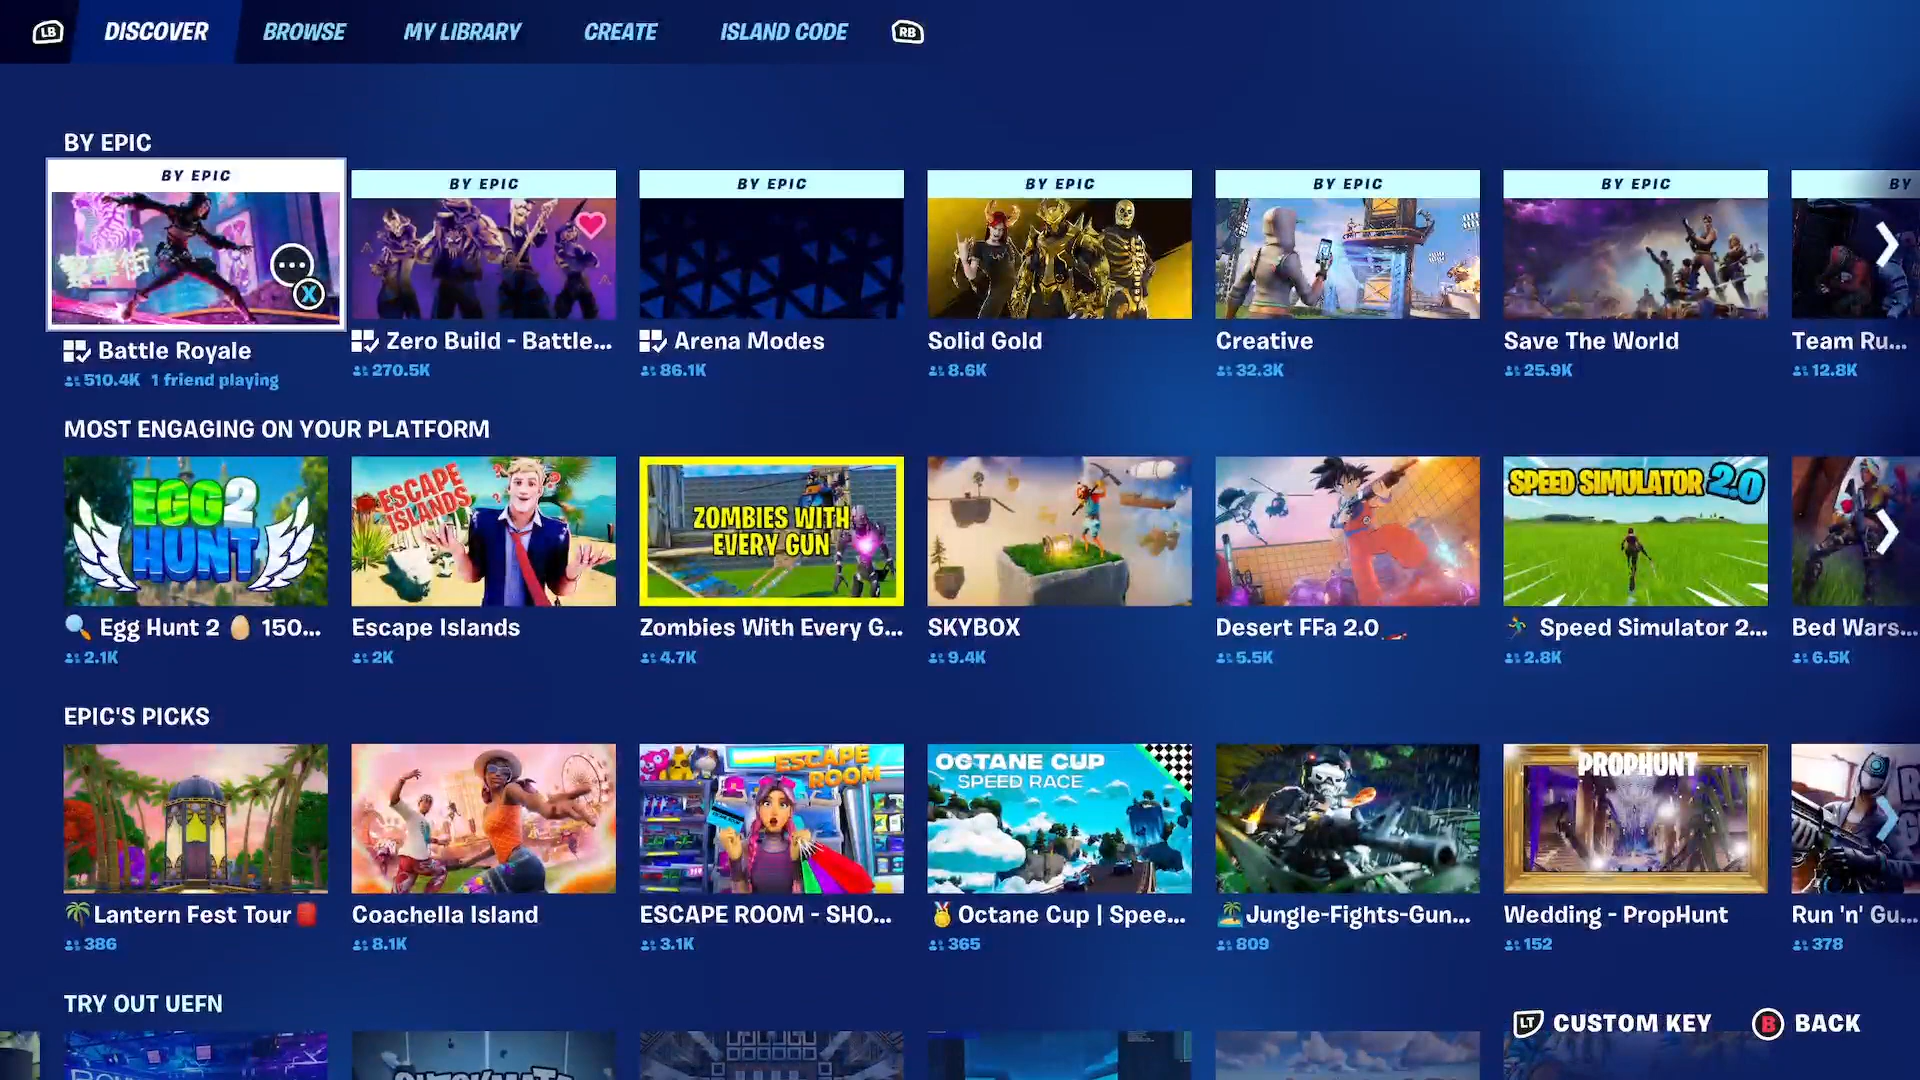 LB DISCOVER BROWSE MY LIBRARY CREATE ISLAND CODE RB
BY EPIC
BY EPIC BY EPIC BY EPIC BY EPIC BY EPIC BY EPIC BY
繁華街
X
Battle Royale Zero Build - Battle... Arena Modes Solid Gold Creative Save The World Team Ru...
510.4K 1 friend playing 270.5K 86.1K 8.6K 32.3K 25.9K 12.8K
MOST ENGAGING ON YOUR PLATFORM
EGG 2
HUNT
ESCAPE
ISLANDS
ZOMBIES WITH
EVERY GUN
SPEED SIMULATOR 2.0
🔍 Egg Hunt 2 🥚 150... Escape Islands Zombies With Every G... SKYBOX Desert FFa 2.0 Speed Simulator 2... Bed Wars...
2.1K 2K 4.7K 9.4K 5.5K 2.8K 6.5K
EPIC'S PICKS
ESCAPE
ROOM
OCTANE CUP
SPEED RACE
PROPHUNT
🌴Lantern Fest Tour Coachella Island ESCAPE ROOM - SHO... 🏅Octane Cup | Spee... 🏝Jungle-Fights-Gun... Wedding - PropHunt Run 'n' Gu...
386 8.1K 3.1K 365 809 152 378
TRY OUT UEFN
LT CUSTOM KEY B BACK